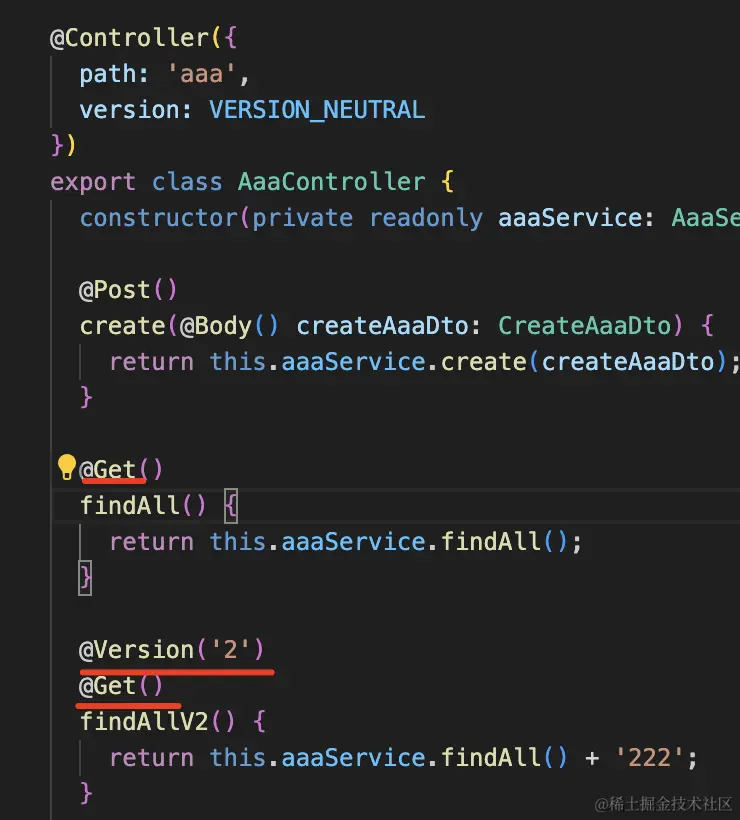 @Controller({
path: 'aaa',
version: VERSION_NEUTRAL
})
export class AaaController {
constructor(private readonly aaaService: AaaSe
@Post()
create(@Body() createAaaDto: CreateAaaDto) {
return this.aaaService.create(createAaaDto);
}
@Get()
findAll() {
return this.aaaService.findAll();
}
@Version('2')
@Get()
findAllV2() {
return this.aaaService.findAll() + '222';
}
@稀土掘金技术社区